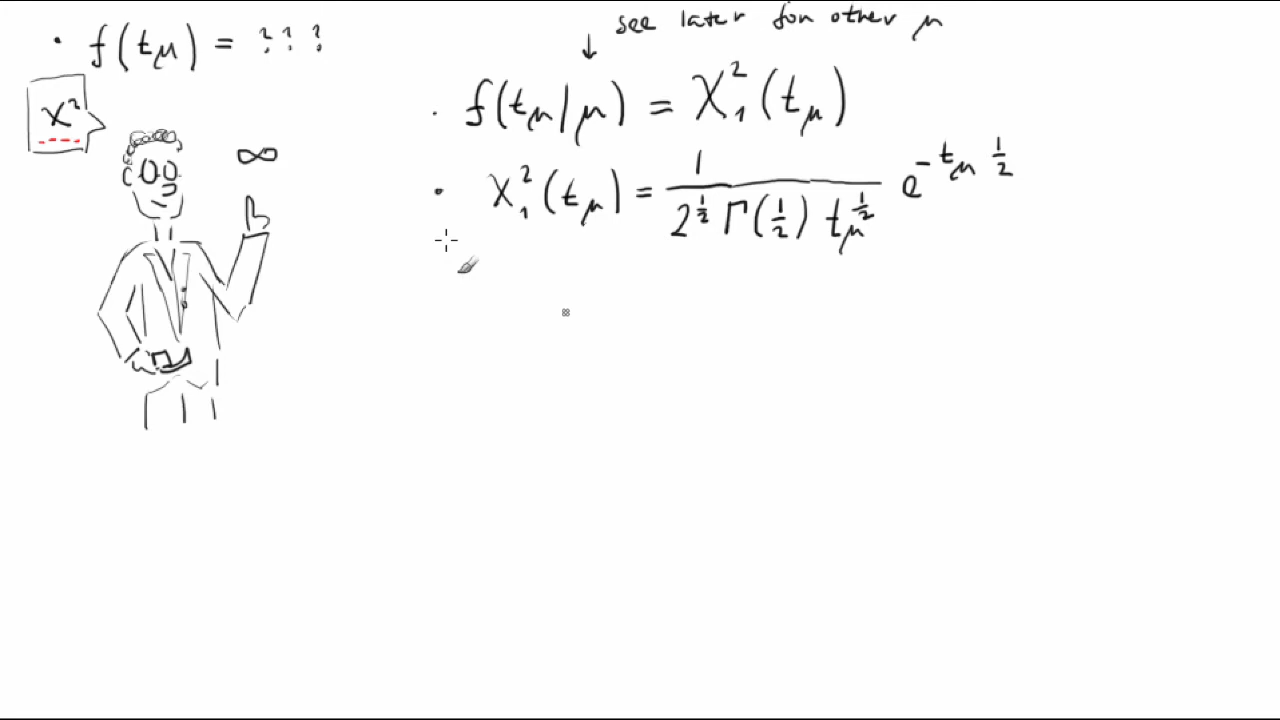 • f(tμ) = ???
χ²
∞
see later for other μ
↓
• f(tμ|μ) = χ²₁(tμ)
• χ²₁(tμ) = 1 / (2^{1/2} Γ(1/2) tμ^{1/2}) e^{-tμ 1/2}